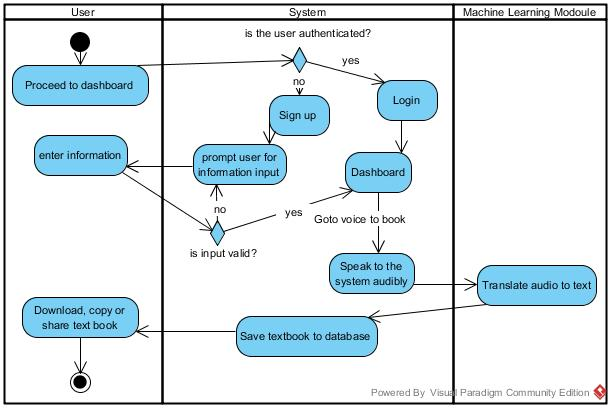 User
System
Machine Learning Modoule
is the user authenticated?
Proceed to dashboard
yes
no
Login
Sign up
enter information
prompt user for
information input
Dashboard
no
yes
Goto voice to book
is input valid?
Speak to the
system audibly
Translate audio to text
Download, copy or
share text book
Save textbook to database
Powered By Visual Paradigm Community Edition